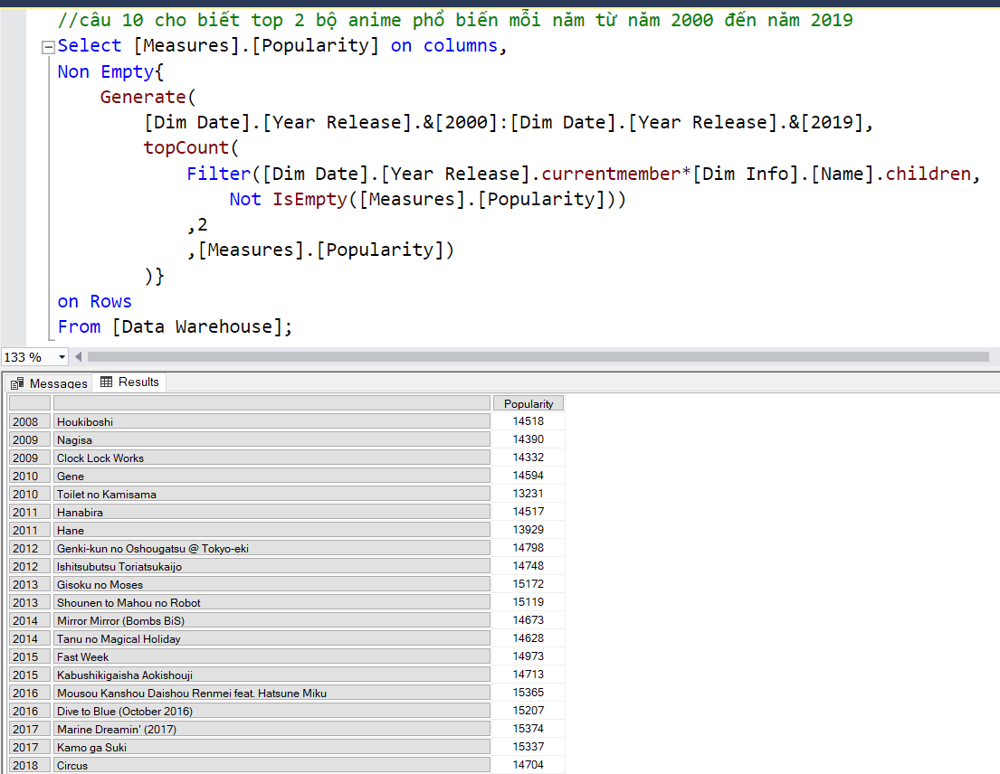 //câu 10 cho biết top 2 bộ anime phổ biến mỗi năm từ năm 2000 đến năm 2019
Select [Measures].[Popularity] on columns,
Non Empty{
Generate(
[Dim Date].[Year Release].&[2000]:[Dim Date].[Year Release].&[2019],
topCount(
Filter([Dim Date].[Year Release].currentmember*[Dim Info].[Name].children,
Not IsEmpty([Measures].[Popularity]))
,2
,[Measures].[Popularity])
)}
on Rows
From [Data Warehouse];
133 %
Messages Results
Popularity
2008 Houkiboshi 14518
2009 Nagisa 14390
2009 Clock Lock Works 14332
2010 Gene 14594
2010 Toilet no Kamisama 13231
2011 Hanabira 14517
2011 Hane 13929
2012 Genki-kun no Oshougatsu @ Tokyo-eki 14798
2012 Ishitsubutsu Toriatsukaijo 14748
2013 Gisoku no Moses 15172
2013 Shounen to Mahou no Robot 15119
2014 Mirror Mirror (Bombs BiS) 14673
2014 Tanu no Magical Holiday 14628
2015 Fast Week 14973
2015 Kabushikigaisha Aokishouji 14713
2016 Mousou Kanshou Daishou Renmei feat. Hatsune Miku 15365
2016 Dive to Blue (October 2016) 15207
2017 Marine Dreamin' (2017) 15374
2017 Kamo ga Suki 15337
2018 Circus 14704